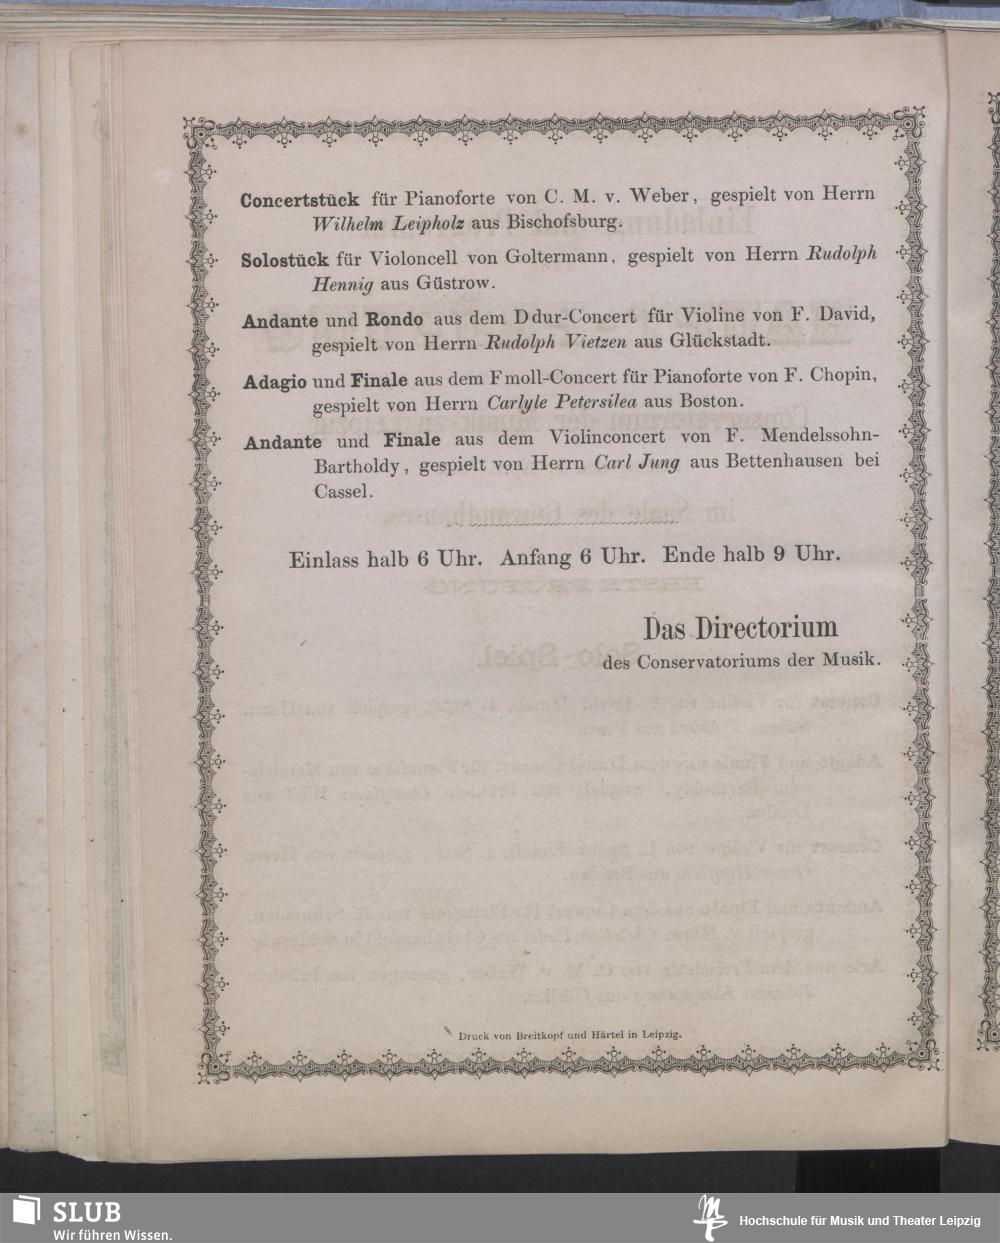 Concertstück für Pianoforte von C. M. v. Weber, gespielt von Herrn
Wilhelm Leipholz aus Bischofsburg.
Solostück für Violoncell von Goltermann, gespielt von Herrn Rudolph
Hennig aus Güstrow.
Andante und Rondo aus dem Ddur-Concert für Violine von F. David,
gespielt von Herrn Rudolph Vietzen aus Glückstadt.
Adagio und Finale aus dem Fmoll-Concert für Pianoforte von F. Chopin,
gespielt von Herrn Carlyle Petersilea aus Boston.
Andante und Finale aus dem Violinconcert von F. Mendelssohn-
Bartholdy, gespielt von Herrn Carl Jung aus Bettenhausen bei
Cassel.
Einlass halb 6 Uhr. Anfang 6 Uhr. Ende halb 9 Uhr.
Das Directorium
des Conservatoriums der Musik.
Druck von Breitkopf und Härtel in Leipzig.
SLUB
Wir führen Wissen.
Hochschule für Musik und Theater Leipzig